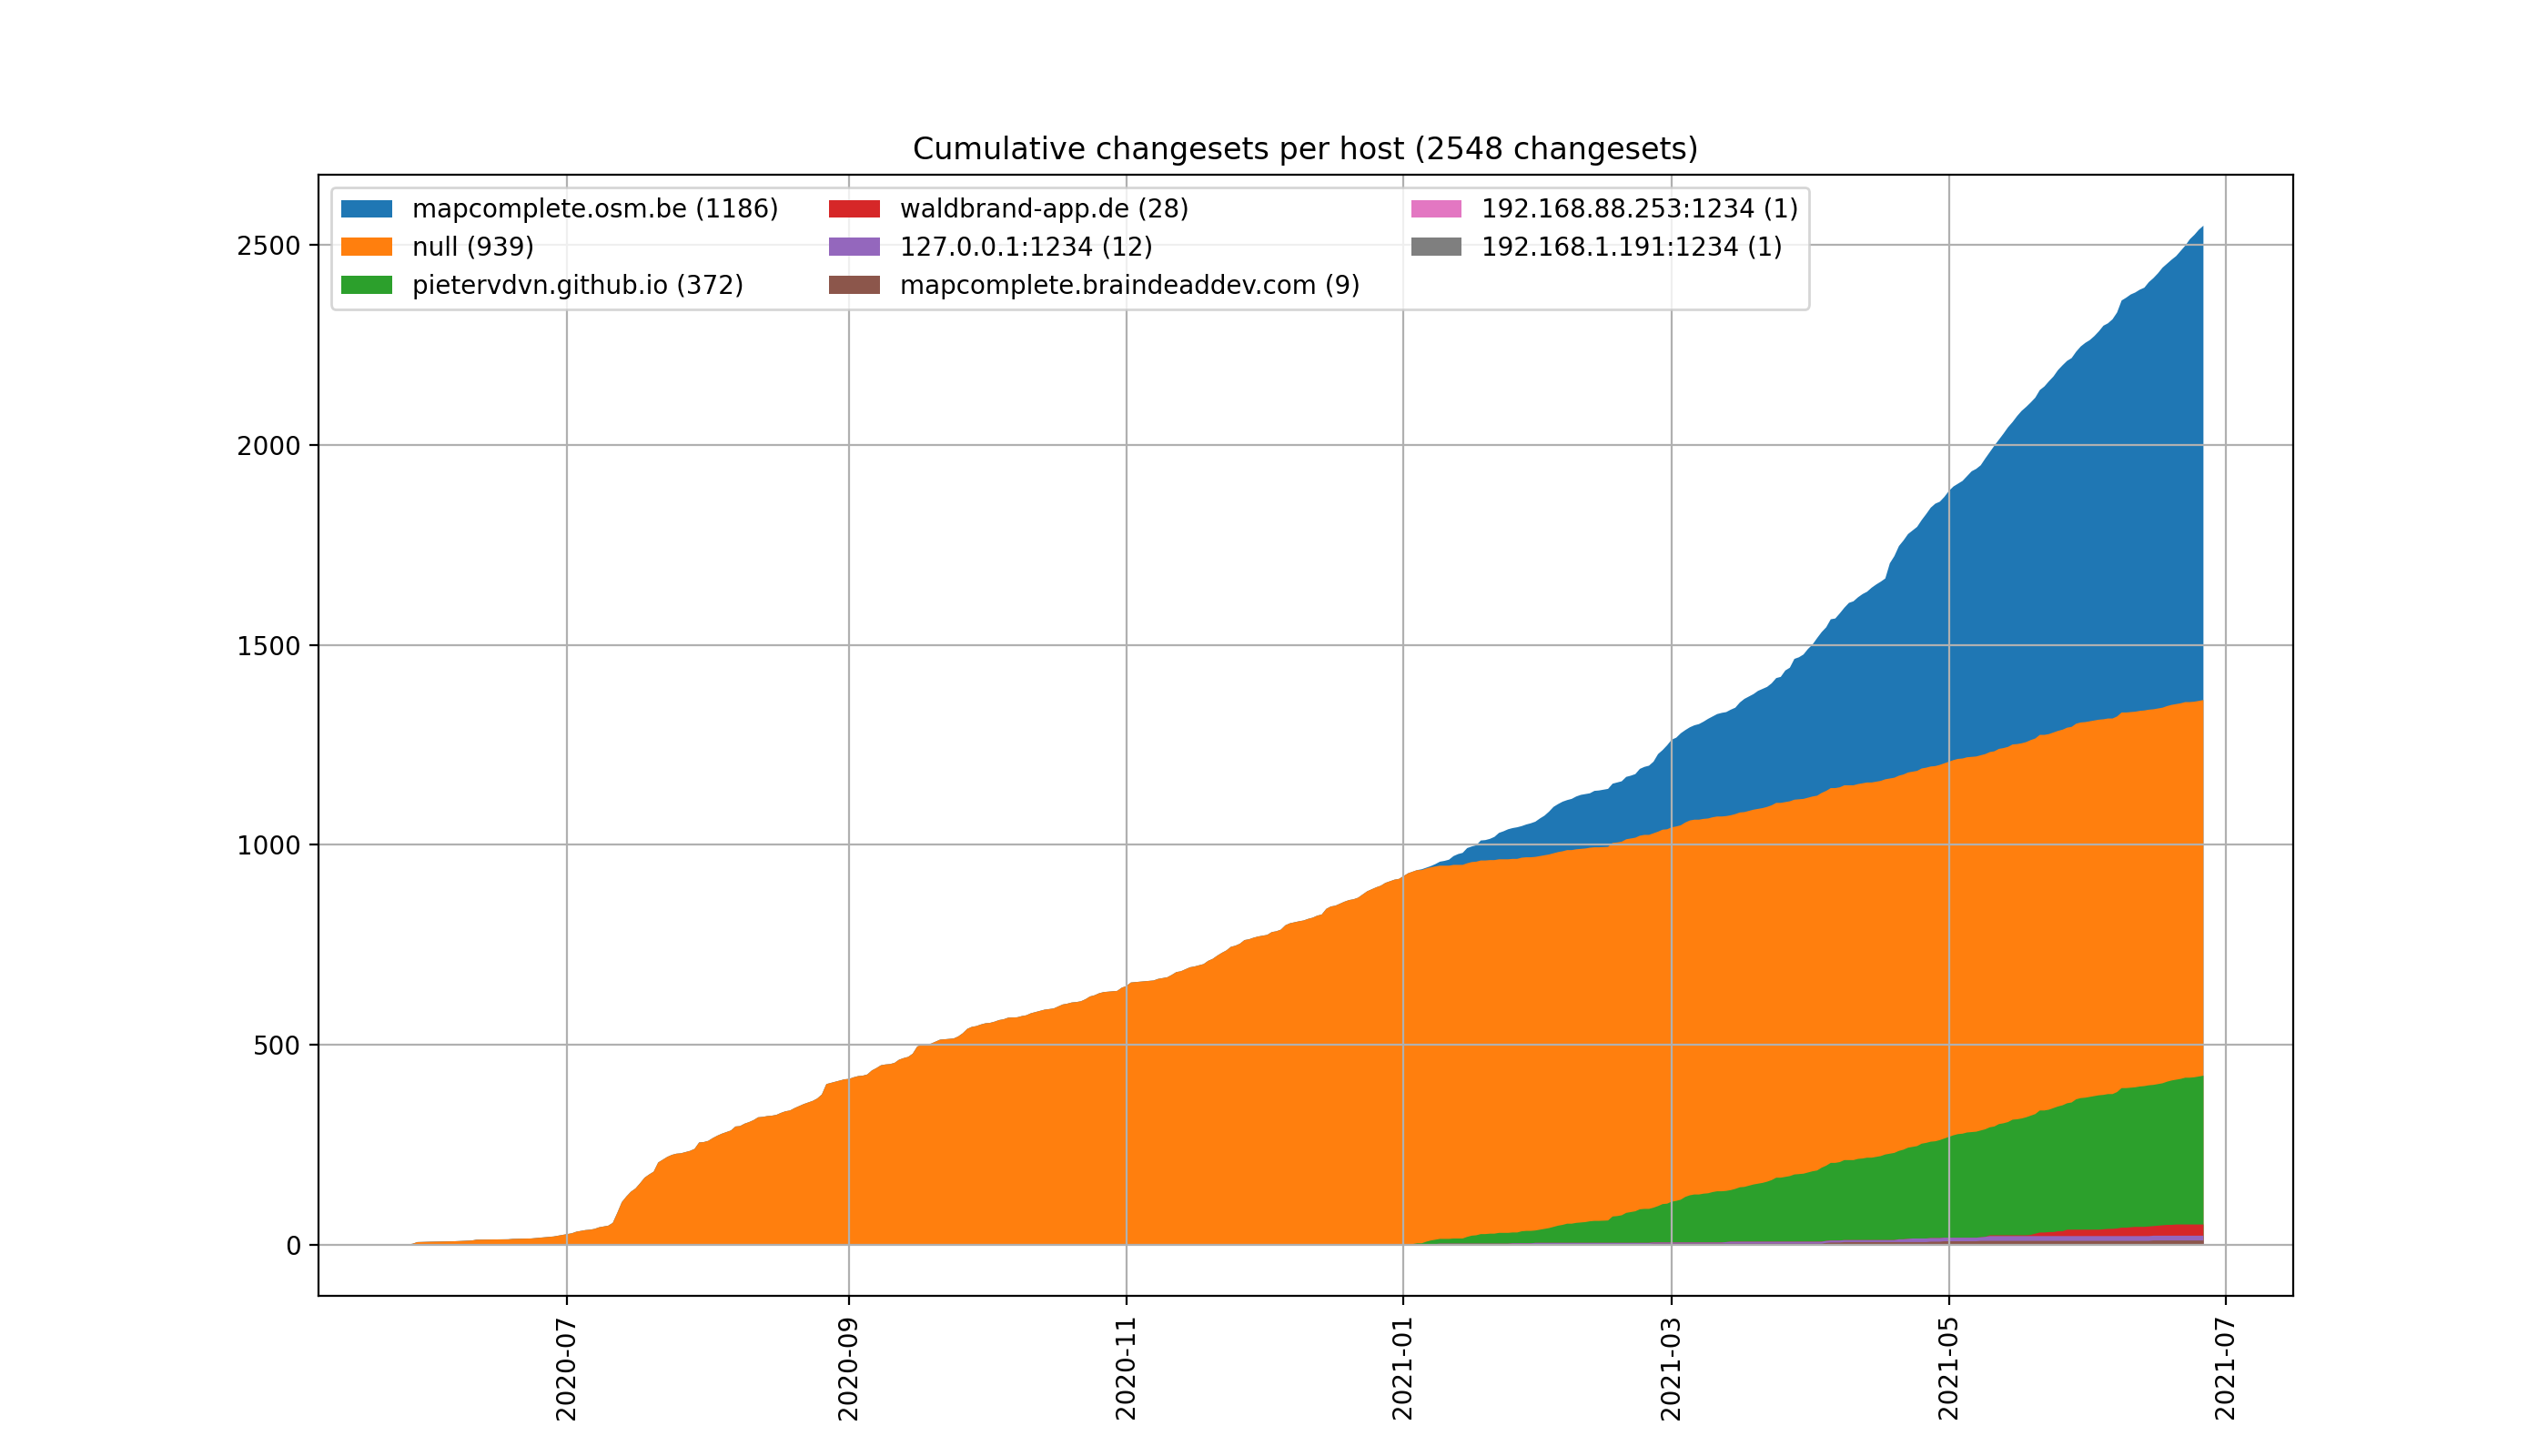 Cumulative changesets per host (2548 changesets)
mapcomplete.osm.be (1186)
null (939)
pietervdvn.github.io (372)
waldbrand-app.de (28)
127.0.0.1:1234 (12)
mapcomplete.braindeaddev.com (9)
192.168.88.253:1234 (1)
192.168.1.191:1234 (1)
2500
2000
1500
1000
500
0
2020-07
2020-09
2020-11
2021-01
2021-03
2021-05
2021-07